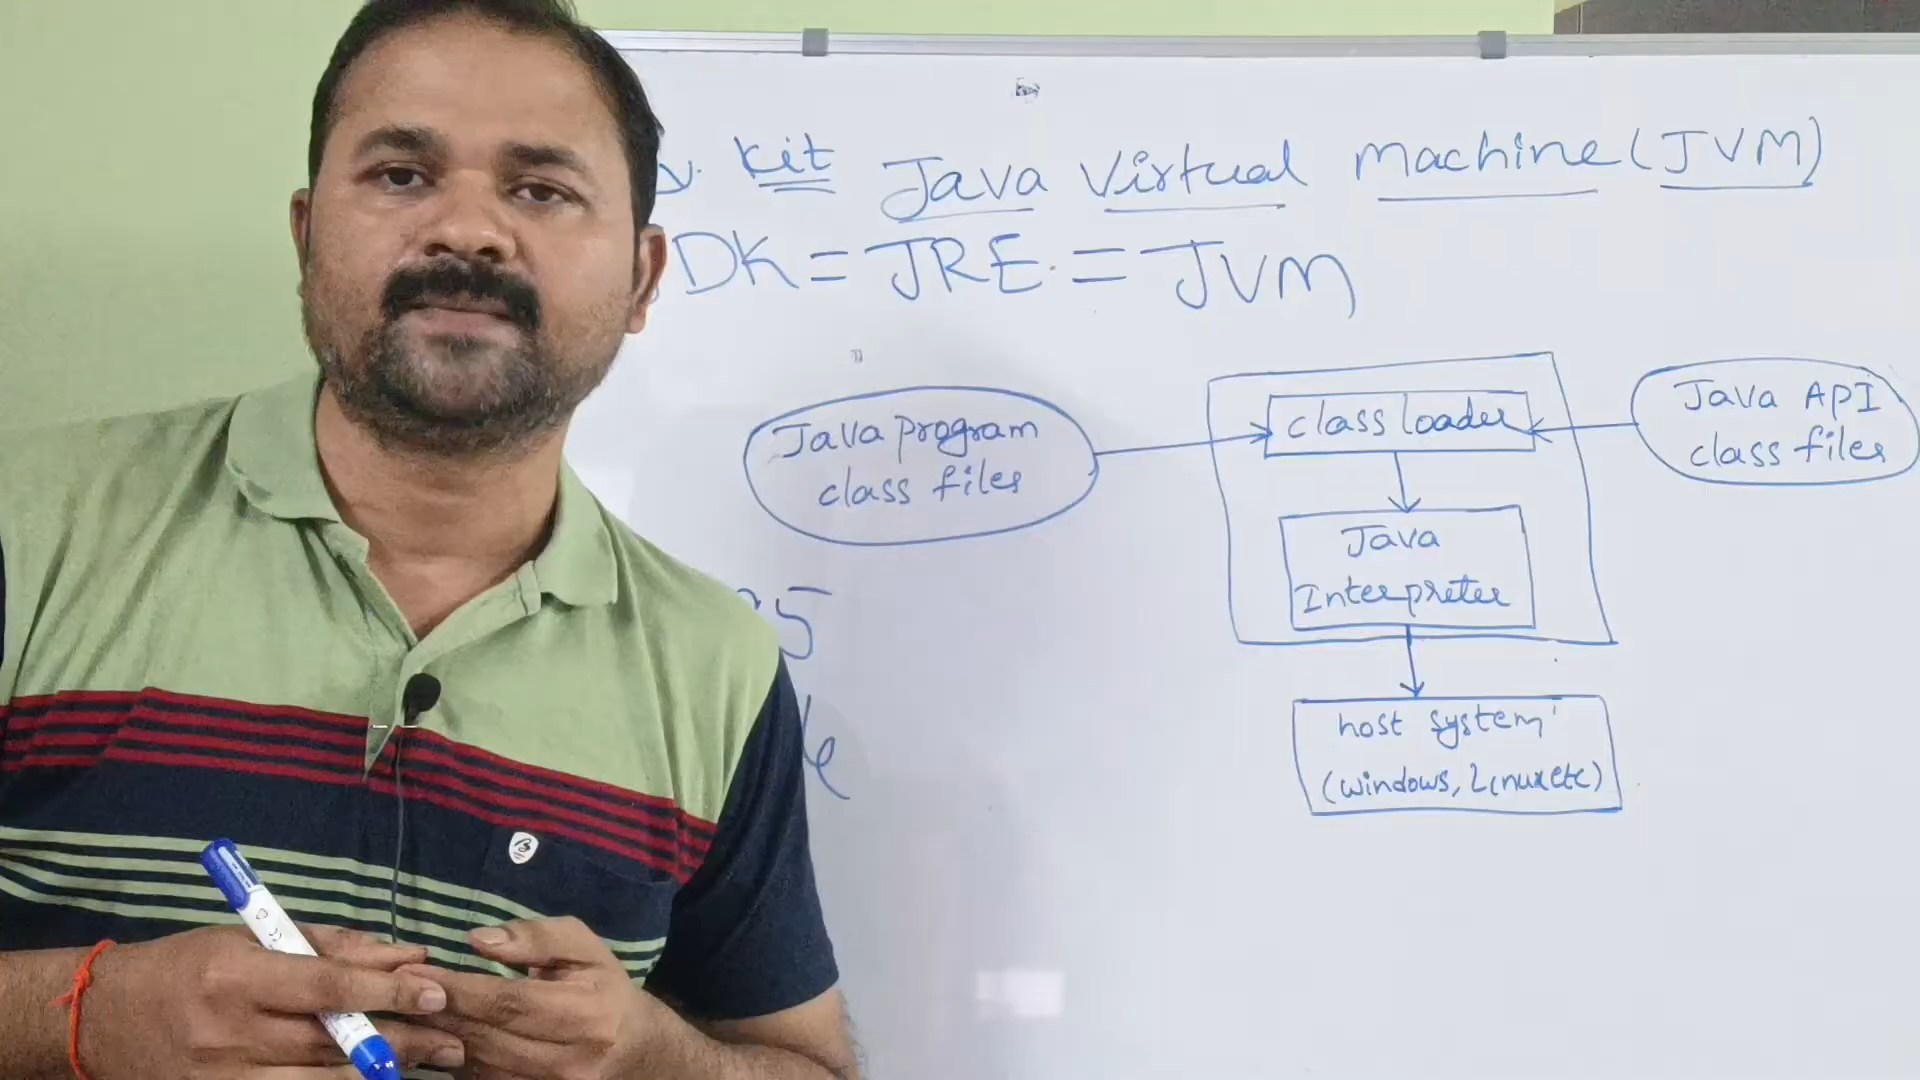 Kit Java Virtual Machine (JVM)
DK = JRE. = JVM
Java program
class files
class loader
Java API
class files
Java
Interpreter
host system
(windows, Linux etc)
5